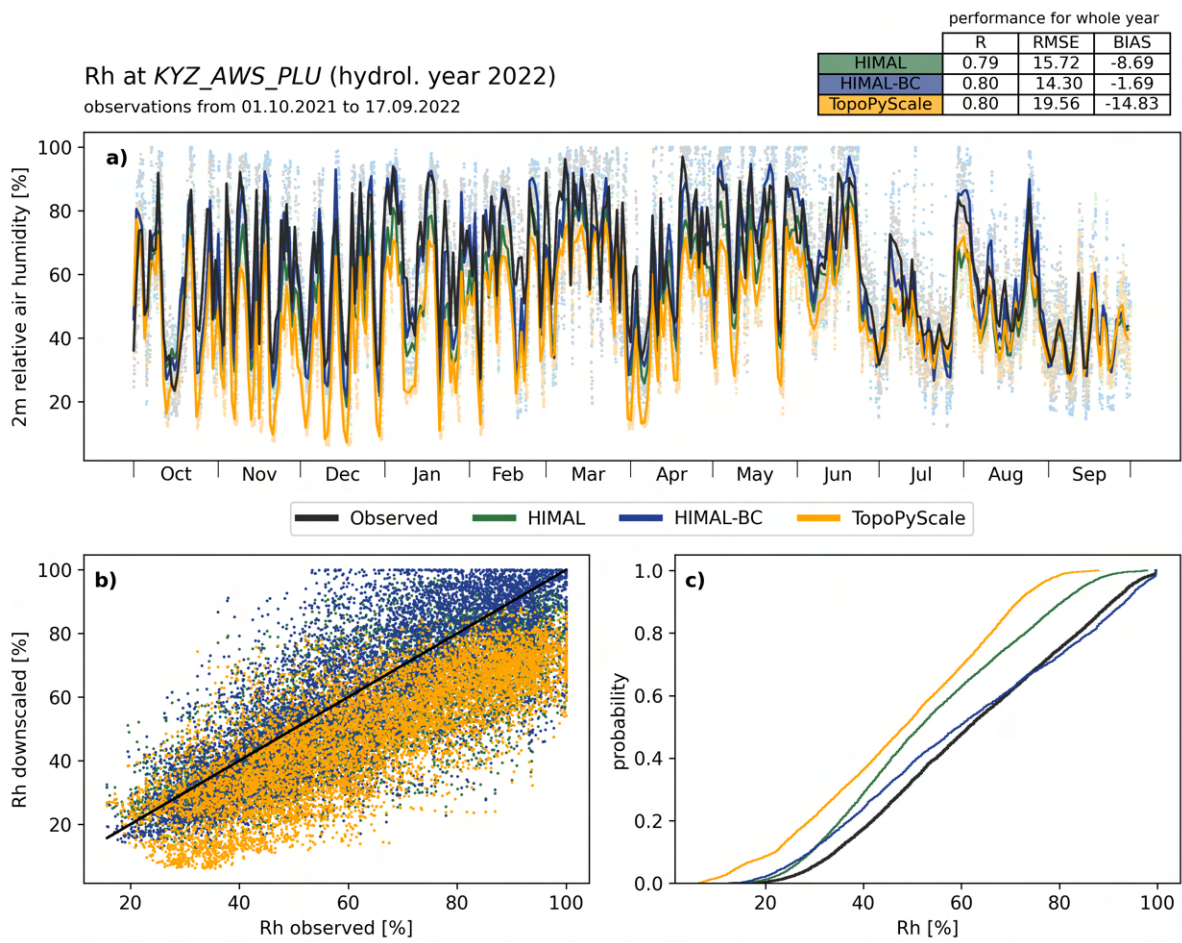 performance for whole year
R RMSE BIAS
HIMAL 0.79 15.72 -8.69
HIMAL-BC 0.80 14.30 -1.69
TopoPyScale 0.80 19.56 -14.83
Rh at KYZ_AWS_PLU (hydrol. year 2022)
observations from 01.10.2021 to 17.09.2022
a)
2m relative air humidity [%]
100
80
60
40
20
Oct Nov Dec Jan Feb Mar Apr May Jun Jul Aug Sep
Observed HIMAL HIMAL-BC TopoPyScale
b)
Rh downscaled [%]
100
80
60
40
20
20 40 60 80 100
Rh observed [%]
c)
probability
1.0
0.8
0.6
0.4
0.2
0.0
20 40 60 80 100
Rh [%]